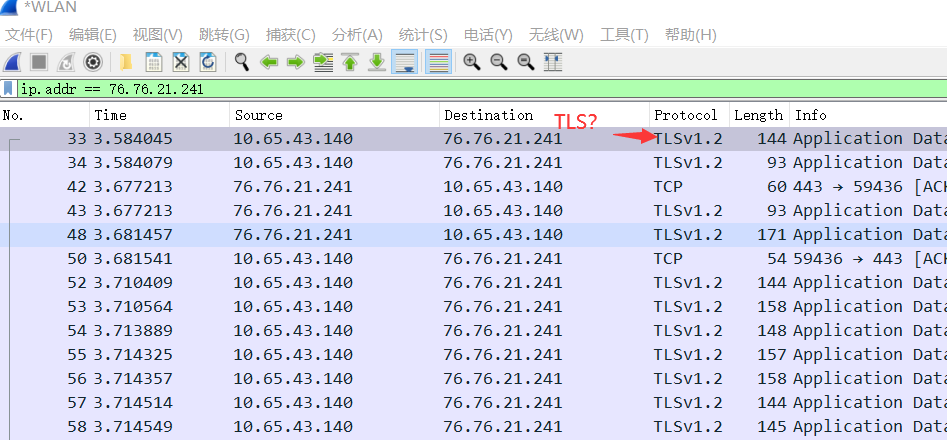 *WLAN
文件(F) 编辑(E) 视图(V) 跳转(G) 捕获(C) 分析(A) 统计(S) 电话(Y) 无线(W) 工具(T) 帮助(H)
ip.addr == 76.76.21.241
No. Time Source Destination Protocol Length Info
TLS?
33 3.584045 10.65.43.140 76.76.21.241 TLSv1.2 144 Application Data
34 3.584079 10.65.43.140 76.76.21.241 TLSv1.2 93 Application Data
42 3.677213 76.76.21.241 10.65.43.140 TCP 60 443 → 59436 [ACK
43 3.677213 76.76.21.241 10.65.43.140 TLSv1.2 93 Application Data
48 3.681457 76.76.21.241 10.65.43.140 TLSv1.2 171 Application Data
50 3.681541 10.65.43.140 76.76.21.241 TCP 54 59436 → 443 [ACK
52 3.710409 10.65.43.140 76.76.21.241 TLSv1.2 144 Application Data
53 3.710564 10.65.43.140 76.76.21.241 TLSv1.2 158 Application Data
54 3.713889 10.65.43.140 76.76.21.241 TLSv1.2 148 Application Data
55 3.714325 10.65.43.140 76.76.21.241 TLSv1.2 157 Application Data
56 3.714357 10.65.43.140 76.76.21.241 TLSv1.2 158 Application Data
57 3.714514 10.65.43.140 76.76.21.241 TLSv1.2 144 Application Data
58 3.714549 10.65.43.140 76.76.21.241 TLSv1.2 145 Application Data